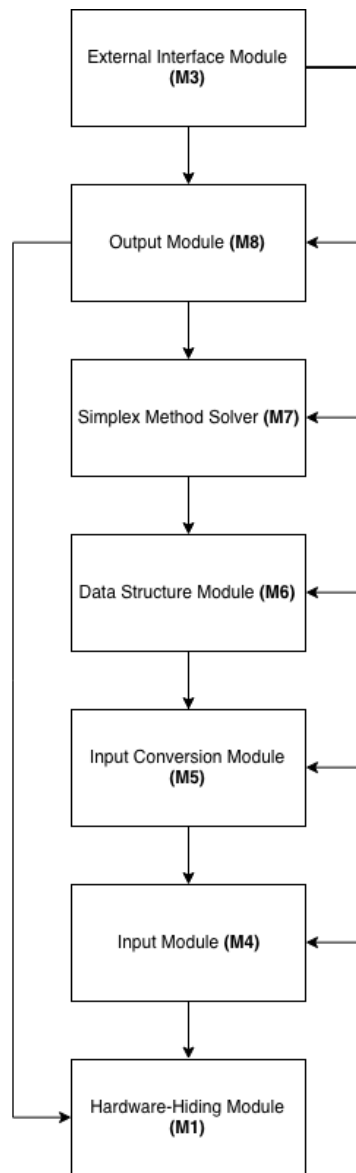 External Interface Module
(M3)
Output Module (M8)
Simplex Method Solver (M7)
Data Structure Module (M6)
Input Conversion Module
(M5)
Input Module (M4)
Hardware-Hiding Module
(M1)